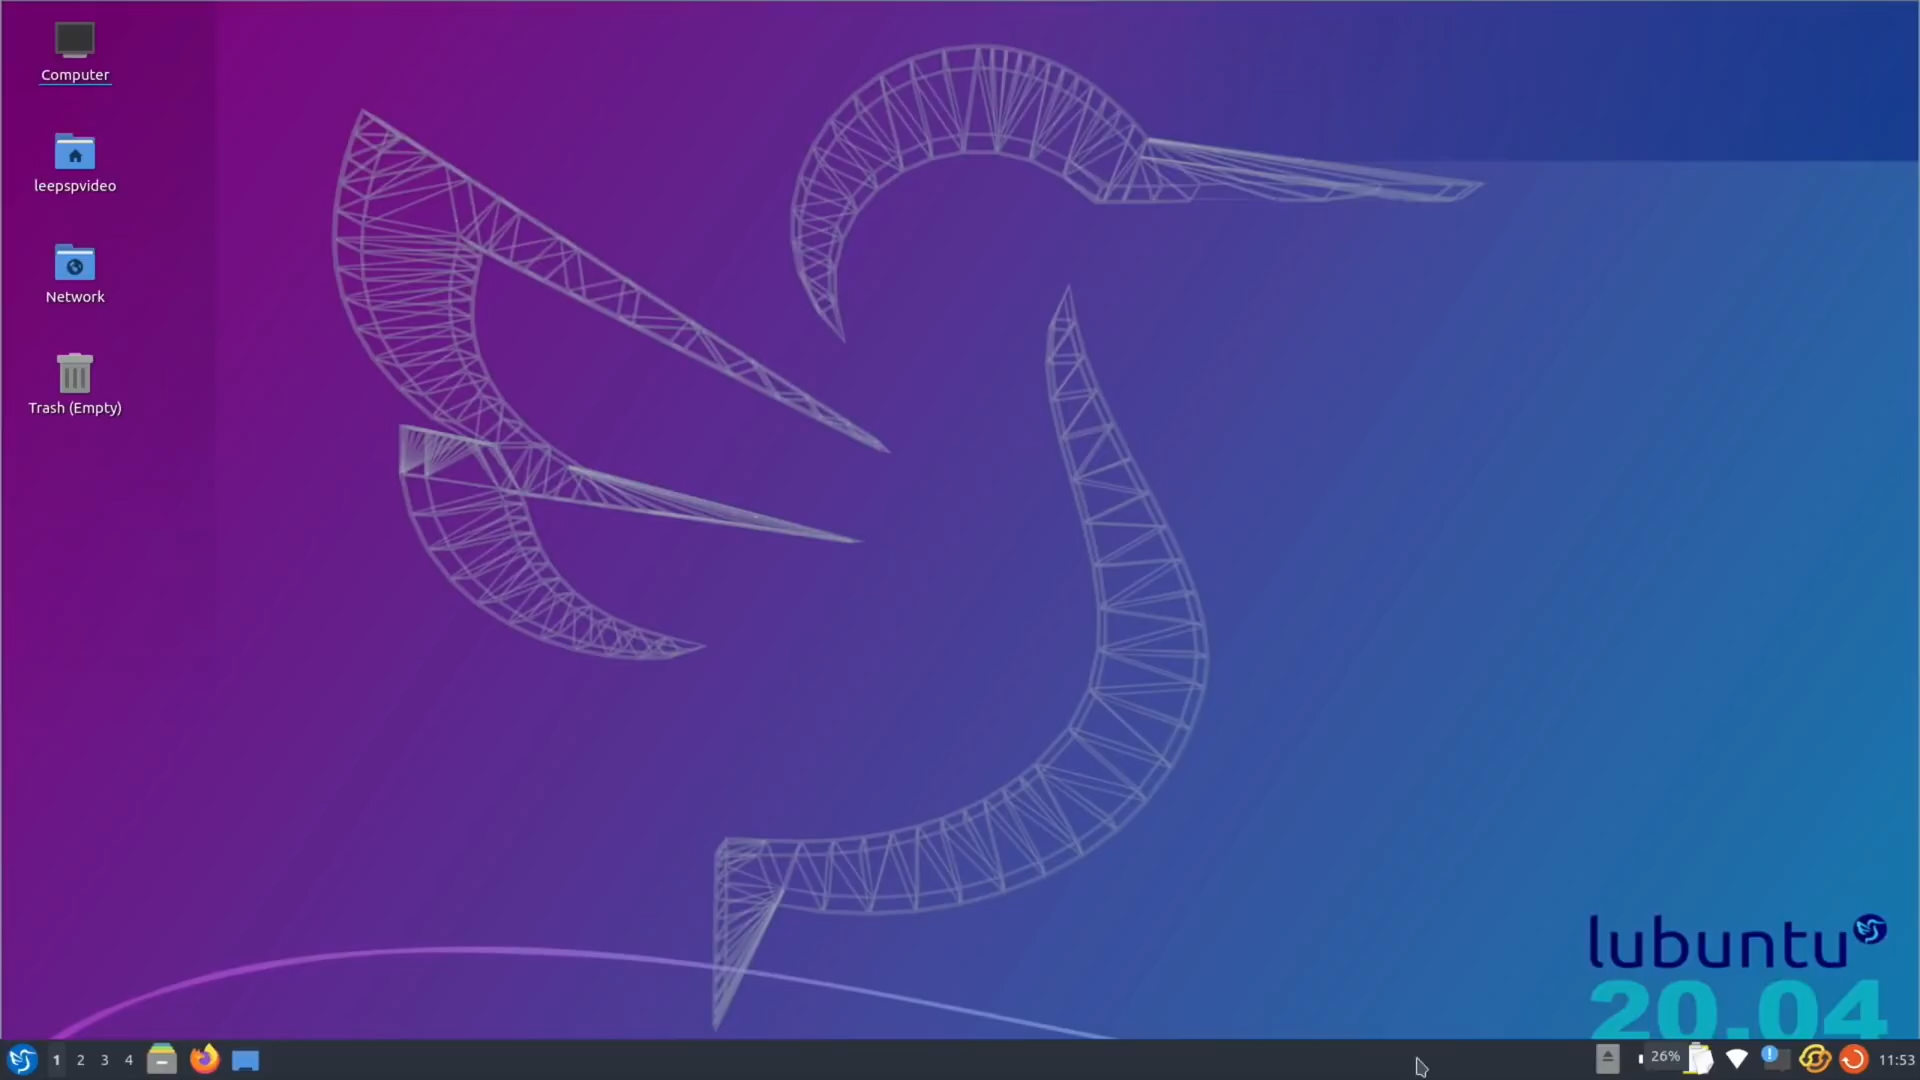 Computer
leepspvideo
Network
Trash (Empty)
lubuntu
20.04
1 2 3 4
26%
11:53